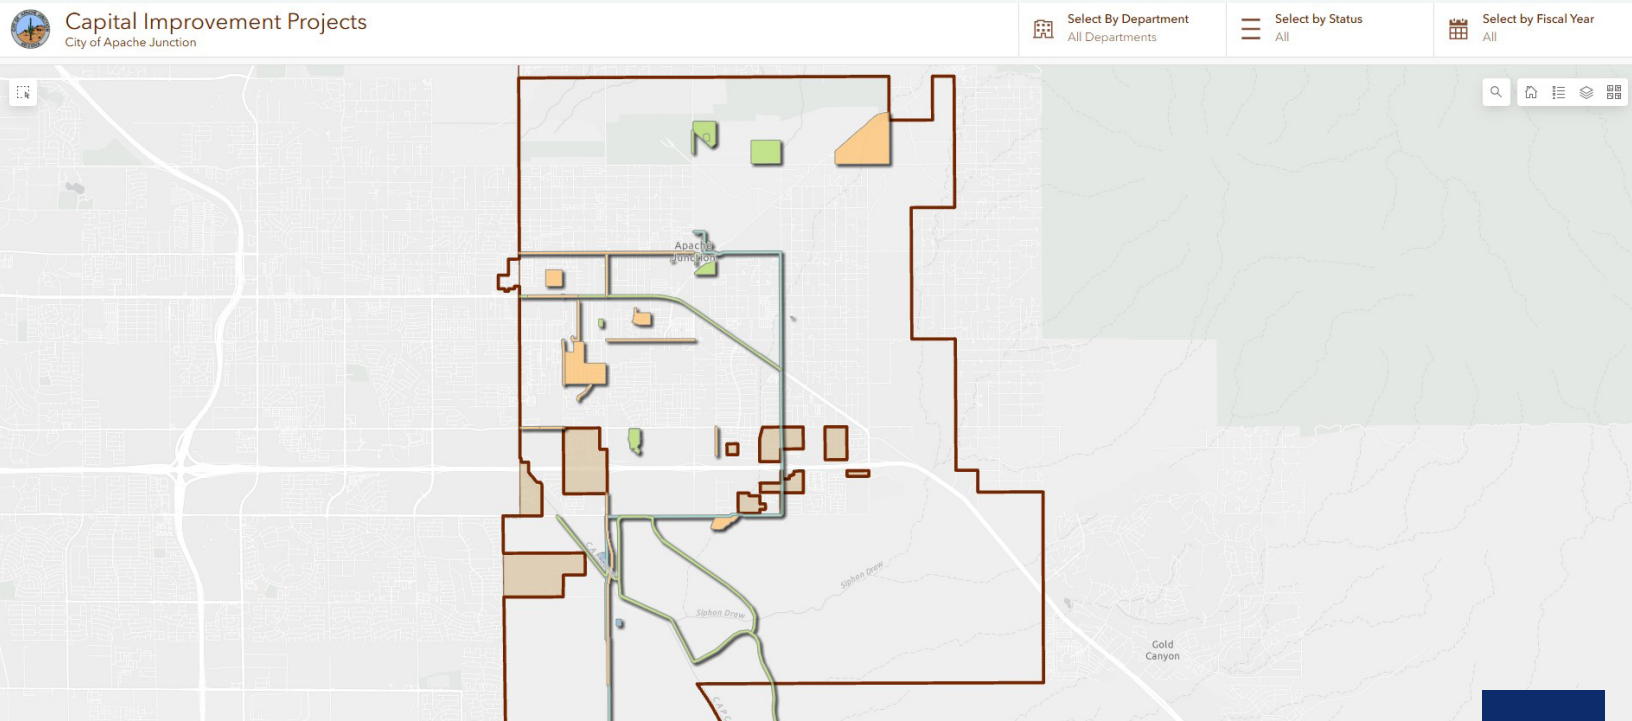 Capital Improvement Projects
City of Apache Junction
Select By Department
All Departments
Select by Status
All
Select by Fiscal Year
All
Apache
Junction
Siphon Draw
Siphon Draw
Gold
Canyon